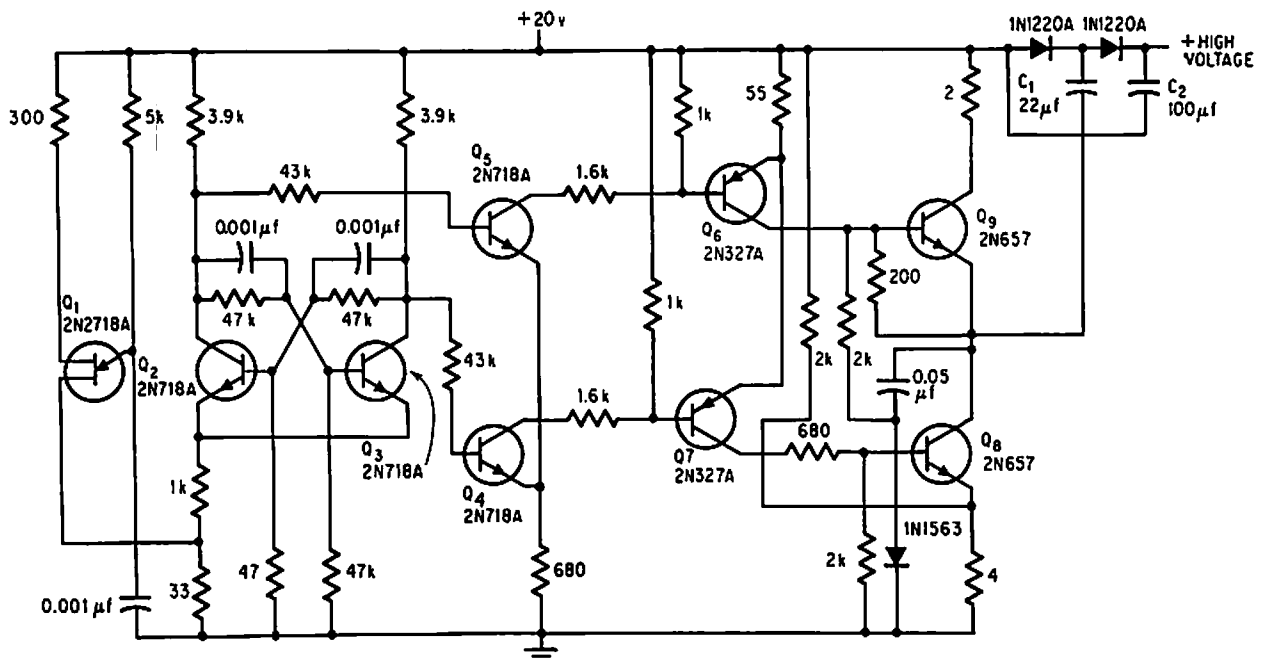 +20v
1N1220A 1N1220A
+ HIGH
VOLTAGE
C1
22µf
C2
100µf
300
5k
3.9k
3.9k
1k
55
2
43k
Q5
2N718A
1.6k
Q6
2N327A
Q9
2N657
0.001µf
0.001µf
200
47k
47k
Q1
2N2718A
Q2
2N718A
43k
1k
2k
2k
0.05
µf
1.6k
680
Q3
2N718A
Q4
2N718A
Q7
2N327A
Q8
2N657
1k
1N1563
33
47
47k
680
2k
4
0.001µf